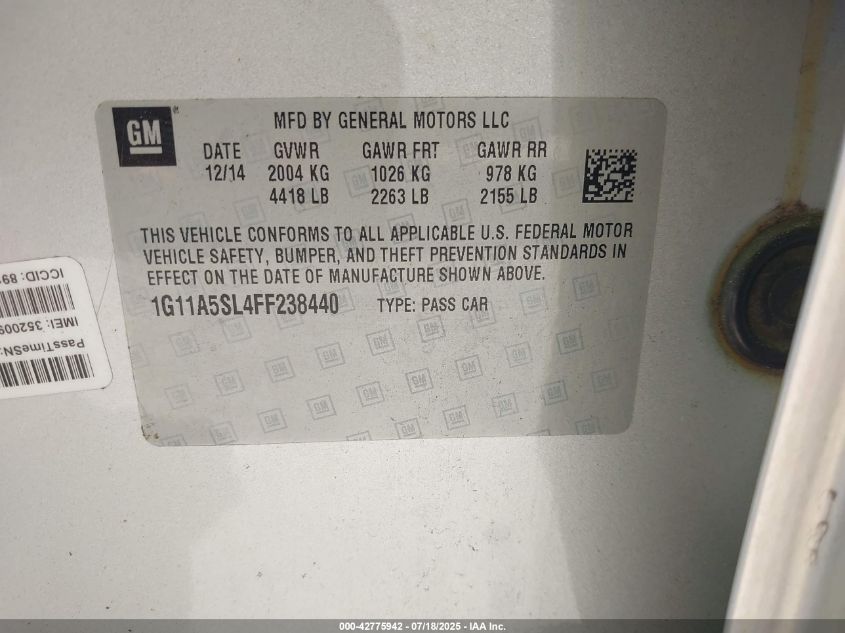 GM
MFD BY GENERAL MOTORS LLC
DATE GVWR GAWR FRT GAWR RR
12/14 2004 KG 1026 KG 978 KG
4418 LB 2263 LB 2155 LB
THIS VEHICLE CONFORMS TO ALL APPLICABLE U.S. FEDERAL MOTOR
VEHICLE SAFETY, BUMPER, AND THEFT PREVENTION STANDARDS IN
EFFECT ON THE DATE OF MANUFACTURE SHOWN ABOVE.
1G11A5SL4FF238440 TYPE: PASS CAR
PassTimeSN:
IMEI: 352009
ICCID: 891
000-42775942 - 07/18/2025 - IAA Inc.